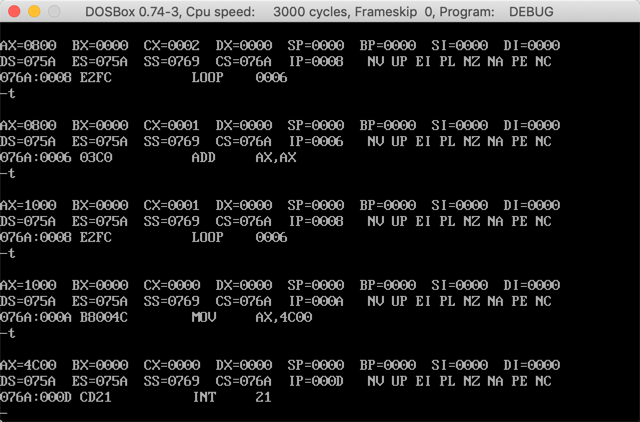 DOSBox 0.74-3, Cpu speed:    3000 cycles, Frameskip  0, Program:    DEBUG
AX=0800  BX=0000  CX=0002  DX=0000  SP=0000  BP=0000  SI=0000  DI=0000
DS=075A  ES=075A  SS=0769  CS=076A  IP=0008   NV UP EI PL NZ NA PE NC
076A:0008 E2FC          LOOP    0006
-t
AX=0800  BX=0000  CX=0001  DX=0000  SP=0000  BP=0000  SI=0000  DI=0000
DS=075A  ES=075A  SS=0769  CS=076A  IP=0006   NV UP EI PL NZ NA PE NC
076A:0006 03C0          ADD     AX,AX
-t
AX=1000  BX=0000  CX=0001  DX=0000  SP=0000  BP=0000  SI=0000  DI=0000
DS=075A  ES=075A  SS=0769  CS=076A  IP=0008   NV UP EI PL NZ NA PE NC
076A:0008 E2FC          LOOP    0006
-t
AX=1000  BX=0000  CX=0000  DX=0000  SP=0000  BP=0000  SI=0000  DI=0000
DS=075A  ES=075A  SS=0769  CS=076A  IP=000A   NV UP EI PL NZ NA PE NC
076A:000A B8004C        MOV     AX,4C00
-t
AX=4C00  BX=0000  CX=0000  DX=0000  SP=0000  BP=0000  SI=0000  DI=0000
DS=075A  ES=075A  SS=0769  CS=076A  IP=000D   NV UP EI PL NZ NA PE NC
076A:000D CD21          INT     21
-